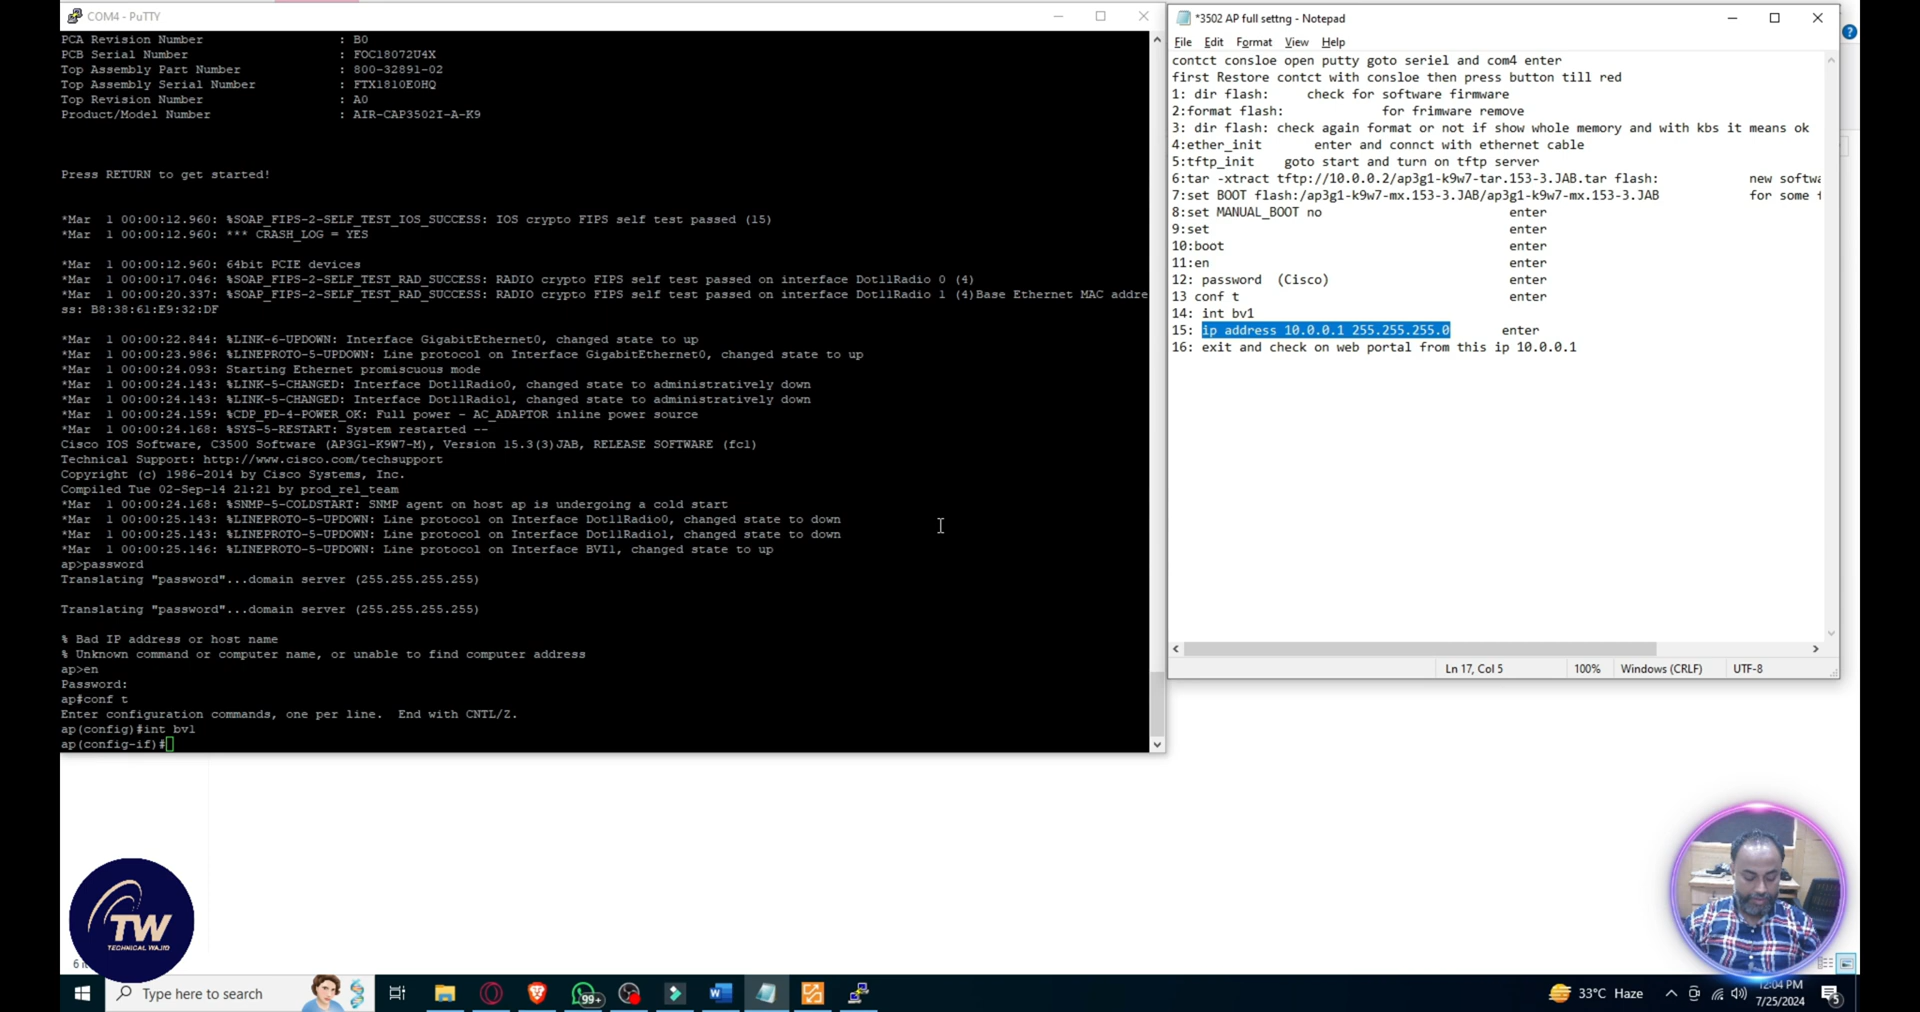 COM4 - PuTTY
PCA Revision Number : B0
PCB Serial Number : FOC18072U4X
Top Assembly Part Number : 800-32891-02
Top Assembly Serial Number : FTX1810E0HQ
Top Revision Number : A0
Product/Model Number : AIR-CAP3502I-A-K9
Press RETURN to get started!
*Mar 1 00:00:12.960: %SOAP_FIPS-2-SELF_TEST_IOS_SUCCESS: IOS crypto FIPS self test passed (15)
*Mar 1 00:00:12.960: *** CRASH_LOG = YES
*Mar 1 00:00:12.960: 64bit PCIE devices
*Mar 1 00:00:17.046: %SOAP_FIPS-2-SELF_TEST_RAD_SUCCESS: RADIO crypto FIPS self test passed on interface Dot11Radio 0 (4)
*Mar 1 00:00:20.337: %SOAP_FIPS-2-SELF_TEST_RAD_SUCCESS: RADIO crypto FIPS self test passed on interface Dot11Radio 1 (4)Base Ethernet MAC addre
ss: B8:38:61:E9:32:DF
*Mar 1 00:00:22.844: %LINK-6-UPDOWN: Interface GigabitEthernet0, changed state to up
*Mar 1 00:00:23.986: %LINEPROTO-5-UPDOWN: Line protocol on Interface GigabitEthernet0, changed state to up
*Mar 1 00:00:24.093: Starting Ethernet promiscuous mode
*Mar 1 00:00:24.143: %LINK-5-CHANGED: Interface Dot11Radio0, changed state to administratively down
*Mar 1 00:00:24.143: %LINK-5-CHANGED: Interface Dot11Radio1, changed state to administratively down
*Mar 1 00:00:24.159: %CDP_PD-4-POWER_OK: Full power - AC_ADAPTOR inline power source
*Mar 1 00:00:24.168: %SYS-5-RESTART: System restarted --
Cisco IOS Software, C3500 Software (AP3G1-K9W7-M), Version 15.3(3)JAB, RELEASE SOFTWARE (fc1)
Technical Support: http://www.cisco.com/techsupport
Copyright (c) 1986-2014 by Cisco Systems, Inc.
Compiled Tue 02-Sep-14 21:21 by prod_rel_team
*Mar 1 00:00:24.168: %SNMP-5-COLDSTART: SNMP agent on host ap is undergoing a cold start
*Mar 1 00:00:25.143: %LINEPROTO-5-UPDOWN: Line protocol on Interface Dot11Radio0, changed state to down
*Mar 1 00:00:25.143: %LINEPROTO-5-UPDOWN: Line protocol on Interface Dot11Radio1, changed state to down
*Mar 1 00:00:25.146: %LINEPROTO-5-UPDOWN: Line protocol on Interface BVI1, changed state to up
ap>password
Translating "password"...domain server (255.255.255.255)
Translating "password"...domain server (255.255.255.255)
% Bad IP address or host name
% Unknown command or computer name, or unable to find computer address
ap>en
Password:
ap#conf t
Enter configuration commands, one per line. End with CNTL/Z.
ap(config)#int bv1
ap(config-if)#
*3502 AP full settng - Notepad
File Edit Format View Help
contct consloe open putty goto seriel and com4 enter
first Restore contct with consloe then press button till red
1: dir flash: check for software firmware
2:format flash: for frimware remove
3: dir flash: check again format or not if show whole memory and with kbs it means ok
4:ether_init enter and connct with ethernet cable
5:tftp_init goto start and turn on tftp server
6:tar -xtract tftp://10.0.0.2/ap3g1-k9w7-tar.153-3.JAB.tar flash: new softwa
7:set BOOT flash:/ap3g1-k9w7-mx.153-3.JAB/ap3g1-k9w7-mx.153-3.JAB for some
8:set MANUAL_BOOT no enter
9:set enter
10:boot enter
11:en enter
12: password (Cisco) enter
13 conf t enter
14: int bv1
15: ip address 10.0.0.1 255.255.255.0 enter
16: exit and check on web portal from this ip 10.0.0.1
Ln 17, Col 5 100% Windows (CRLF) UTF-8
TW
TECHNICAL WAJID
Type here to search
99+
33°C Haze
12:04 PM
7/25/2024
5